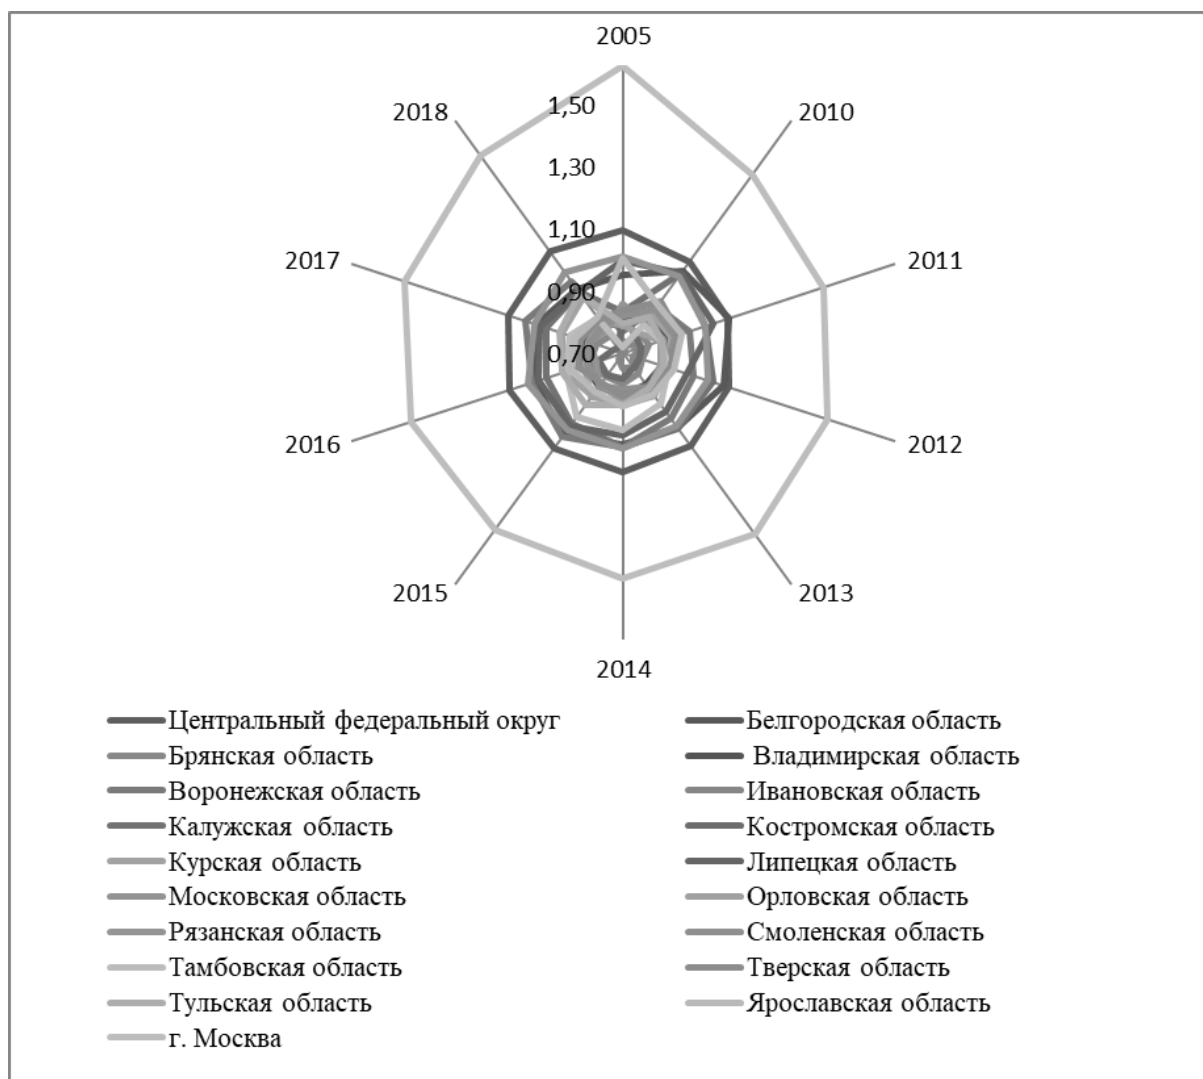 2005
1,50
2018
2010
1,30
1,10
2017
2011
0,90
0,70
2016
2012
2015
2013
2014
Центральный федеральный округ
Белгородская область
Брянская область
Владимирская область
Воронежская область
Ивановская область
Калужская область
Костромская область
Курская область
Липецкая область
Московская область
Орловская область
Рязанская область
Смоленская область
Тамбовская область
Тверская область
Тульская область
Ярославская область
г. Москва